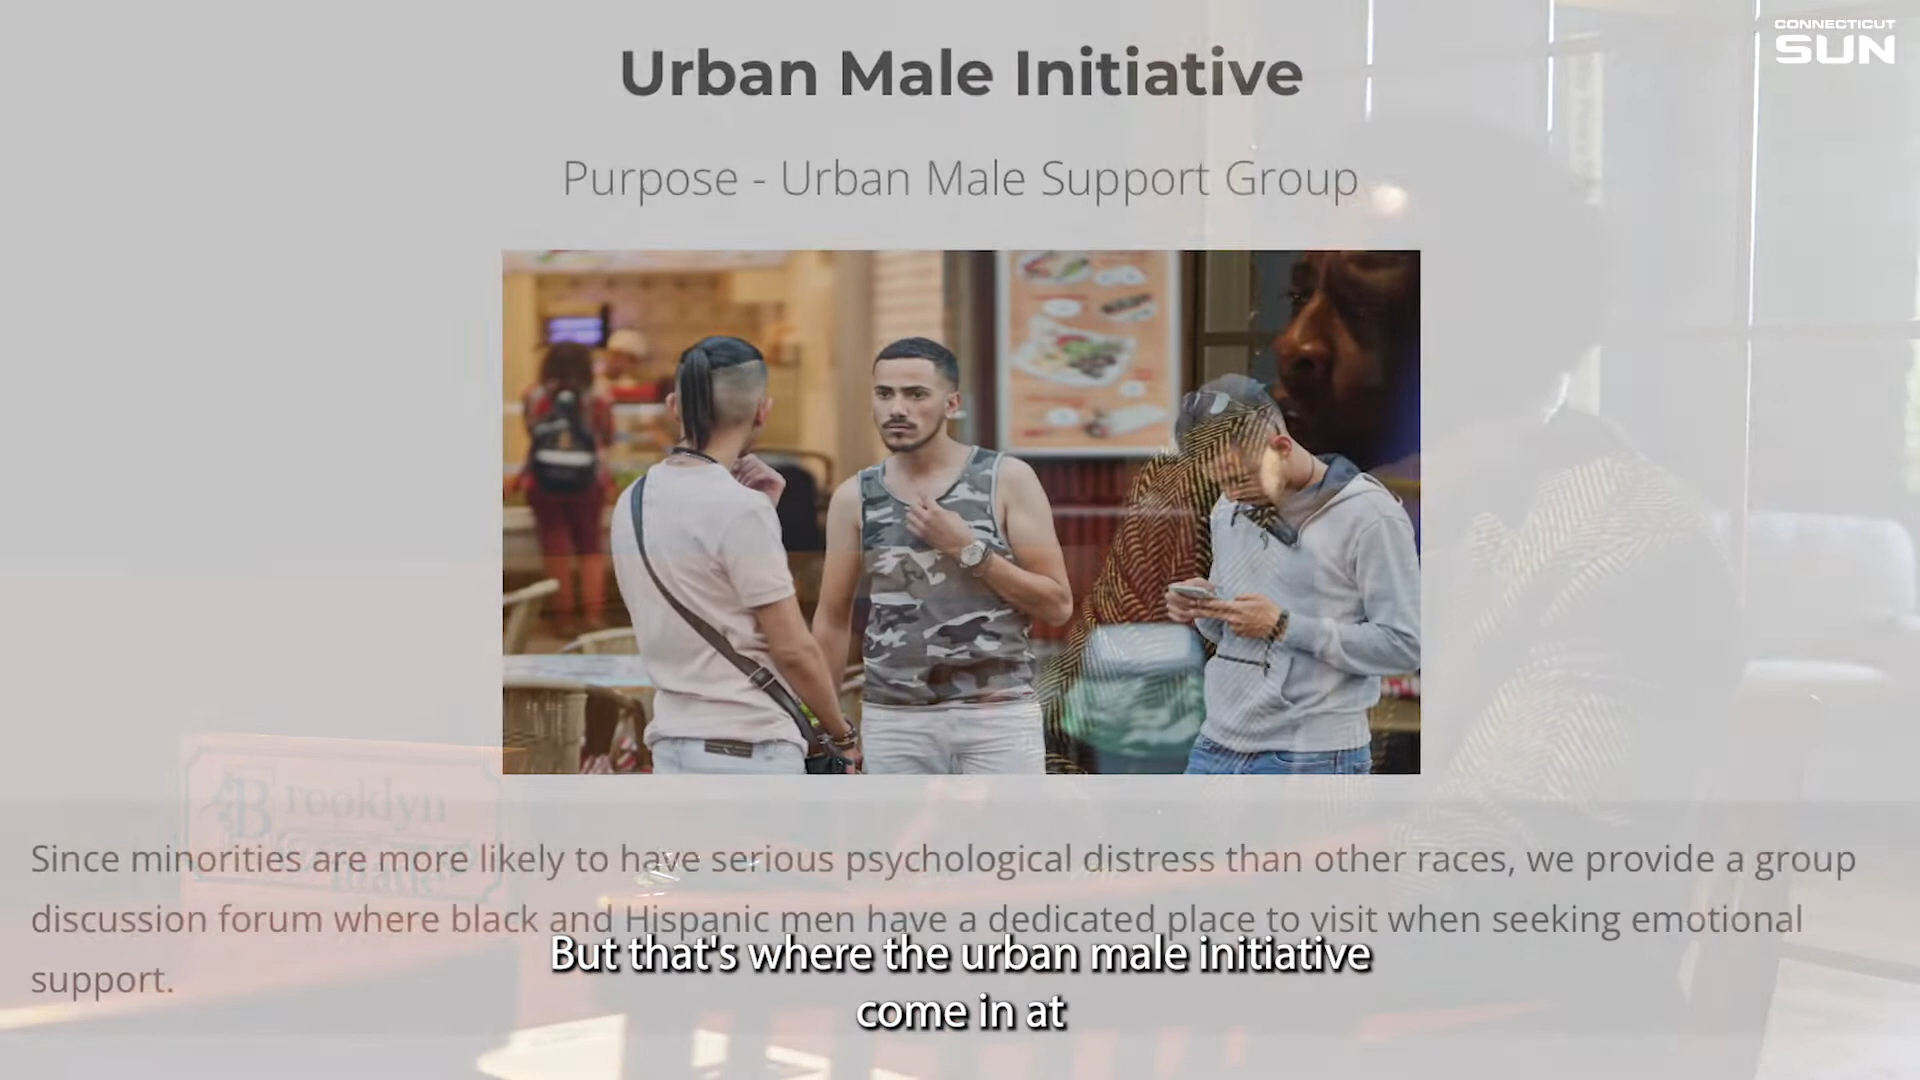 CONNECTICUT
SUN
Urban Male Initiative
Purpose - Urban Male Support Group
Brooklyn
made
Since minorities are more likely to have serious psychological distress than other races, we provide a group
discussion forum where black and Hispanic men have a dedicated place to visit when seeking emotional
support.
But that's where the urban male initiative
come in at